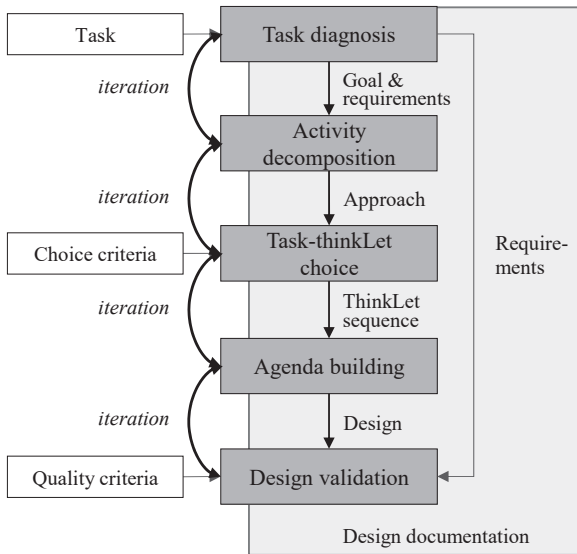 Task
Task diagnosis
iteration
Goal &
requirements
Activity
decomposition
iteration
Approach
Choice criteria
Task-thinkLet
choice
Require-
ments
iteration
ThinkLet
sequence
Agenda building
iteration
Design
Quality criteria
Design validation
Design documentation